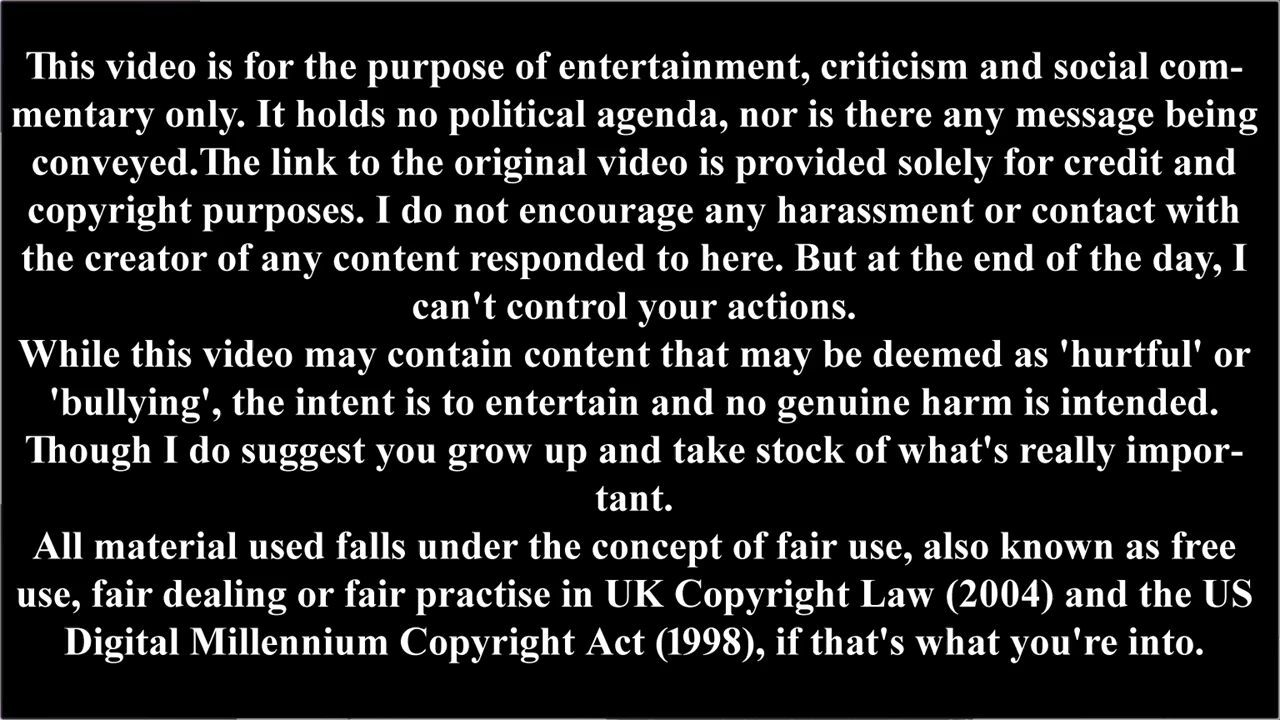 This video is for the purpose of entertainment, criticism and social com-
mentary only. It holds no political agenda, nor is there any message being
conveyed.The link to the original video is provided solely for credit and
copyright purposes. I do not encourage any harassment or contact with
the creator of any content responded to here. But at the end of the day, I
can't control your actions.
While this video may contain content that may be deemed as 'hurtful' or
'bullying', the intent is to entertain and no genuine harm is intended.
Though I do suggest you grow up and take stock of what's really impor-
tant.
All material used falls under the concept of fair use, also known as free
use, fair dealing or fair practise in UK Copyright Law (2004) and the US
Digital Millennium Copyright Act (1998), if that's what you're into.